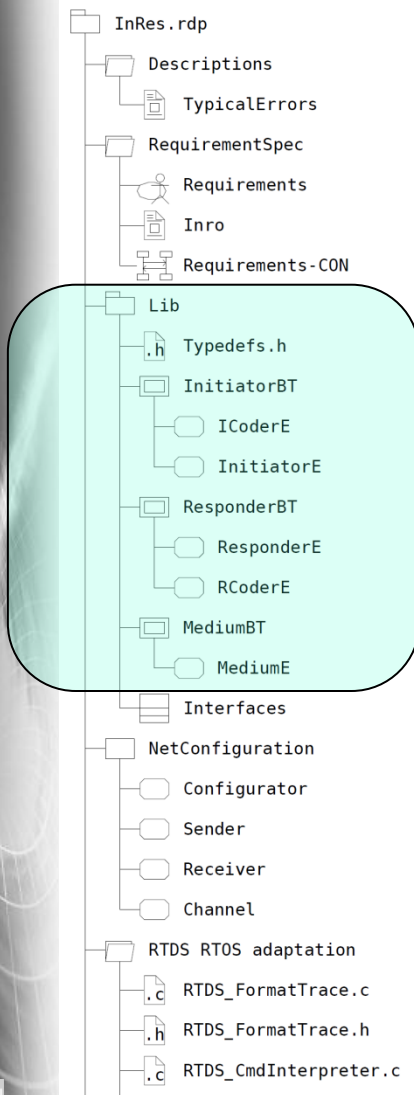 InRes.rdp
Descriptions
TypicalErrors
RequirementSpec
Requirements
Inro
Requirements-CON
Lib
.h Typedefs.h
InitiatorBT
ICoderE
InitiatorE
ResponderBT
ResponderE
RCoderE
MediumBT
MediumE
Interfaces
NetConfiguration
Configurator
Sender
Receiver
Channel
RTDS RTOS adaptation
.c RTDS_FormatTrace.c
.h RTDS_FormatTrace.h
.c RTDS_CmdInterpreter.c